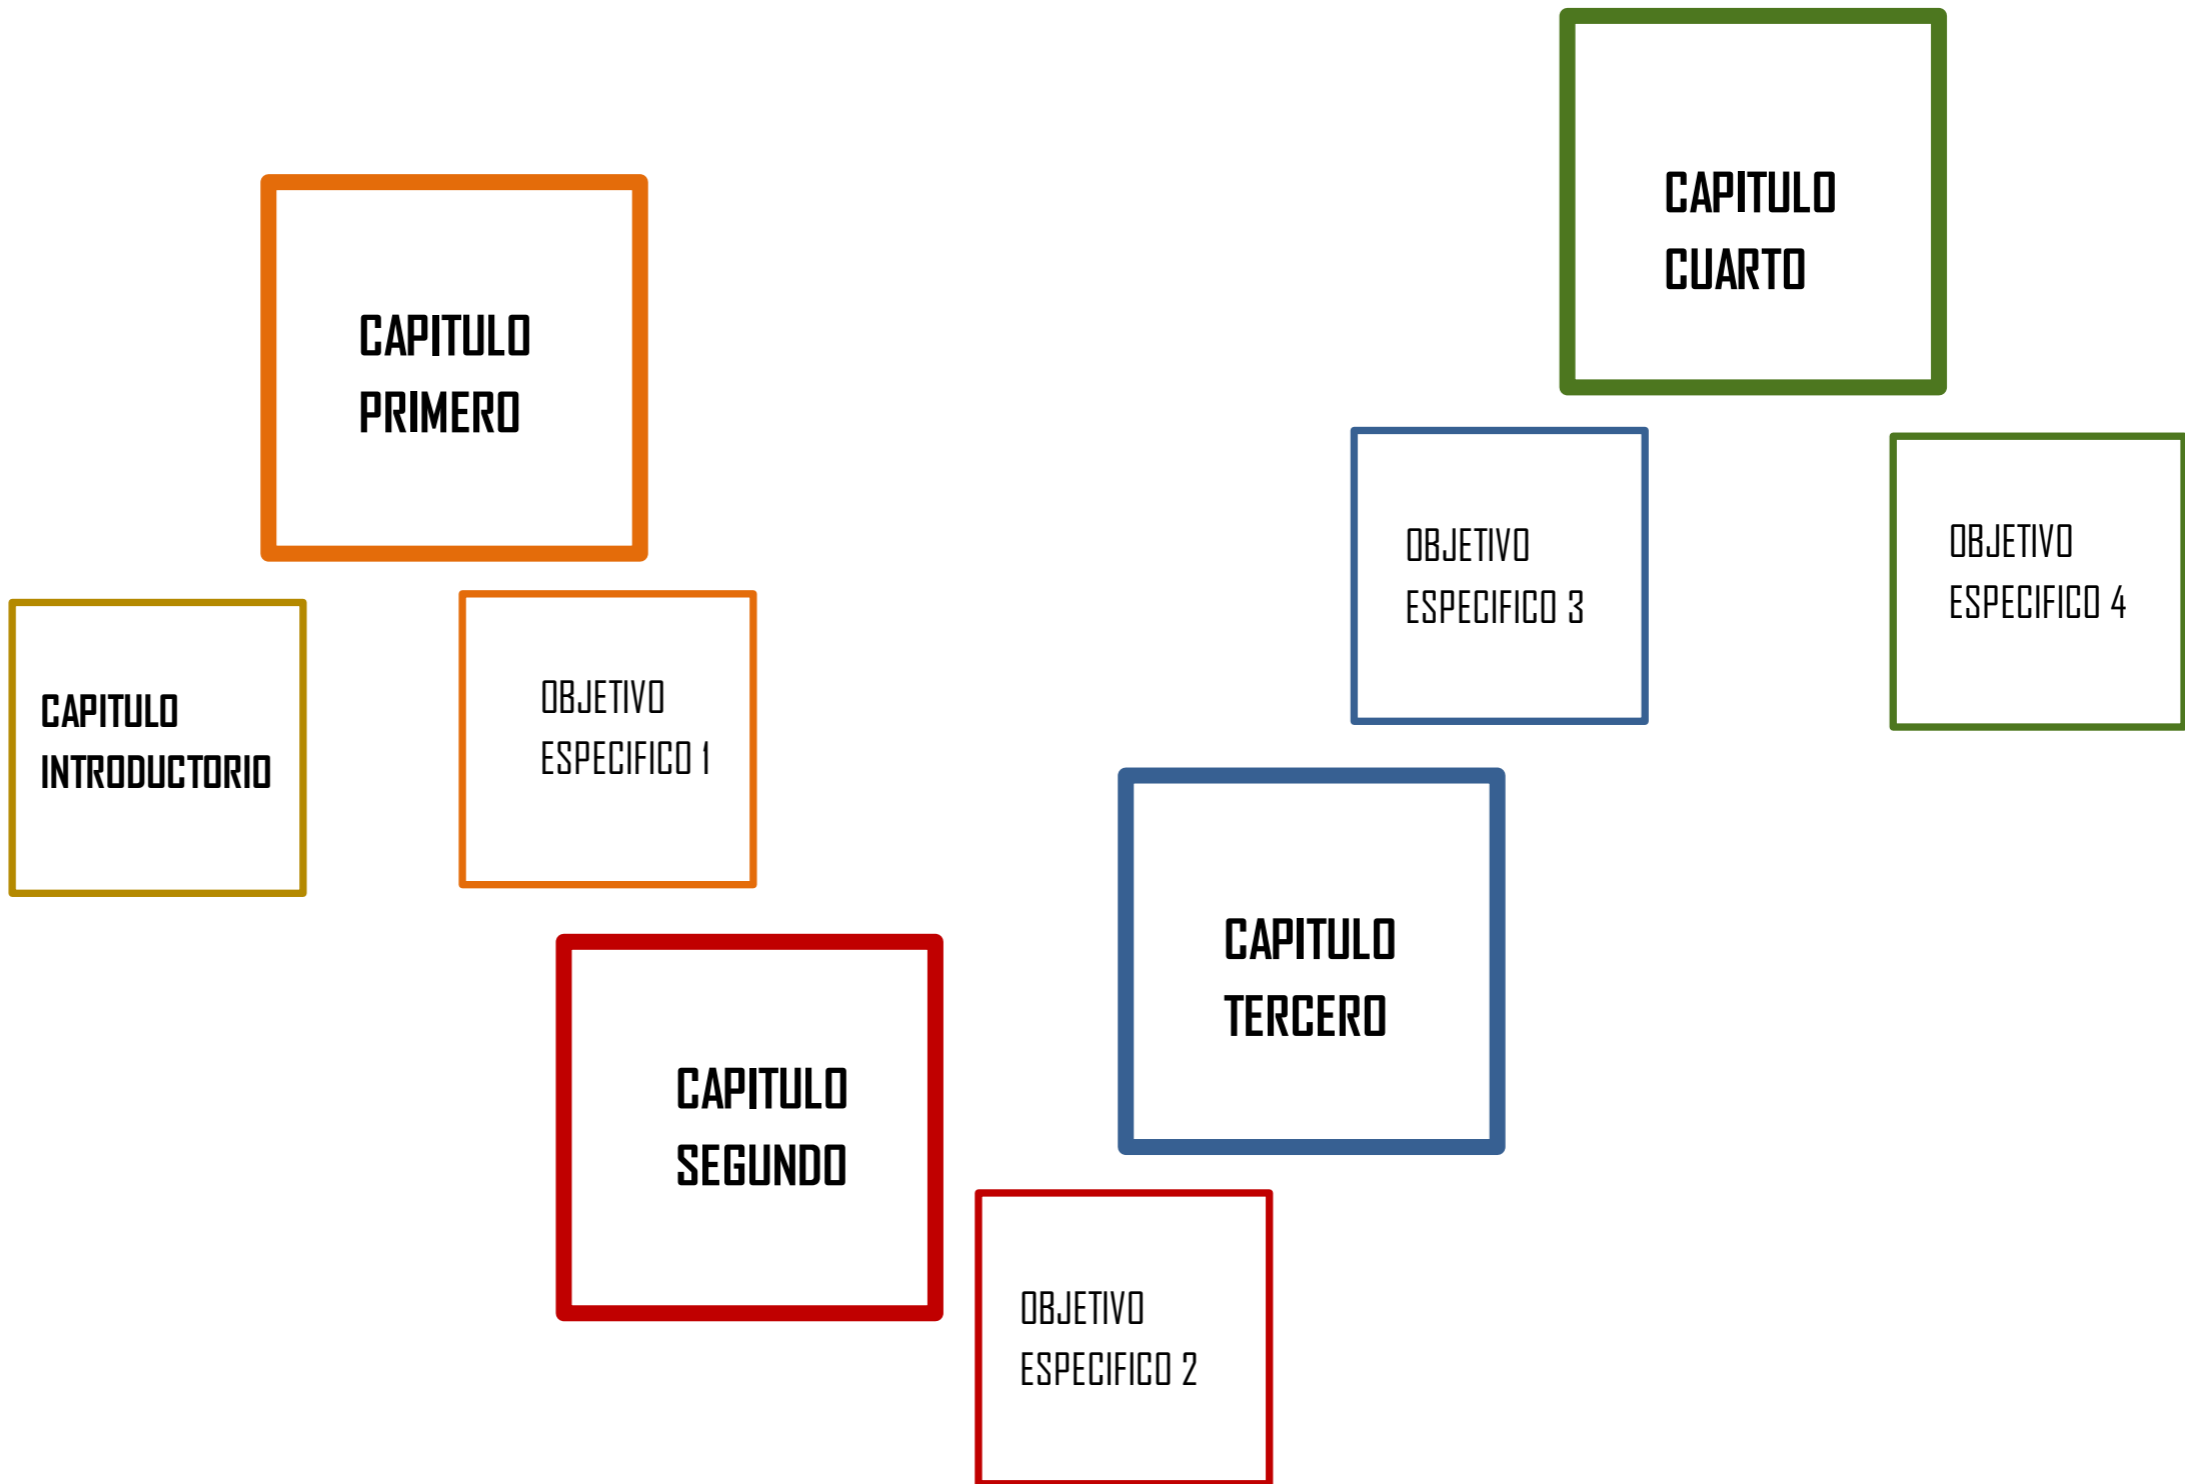 CAPITULO
INTRODUCTORIO
CAPITULO
PRIMERO
OBJETIVO
ESPECIFICO 1
CAPITULO
SEGUNDO
OBJETIVO
ESPECIFICO 2
CAPITULO
TERCERO
OBJETIVO
ESPECIFICO 3
CAPITULO
CUARTO
OBJETIVO
ESPECIFICO 4